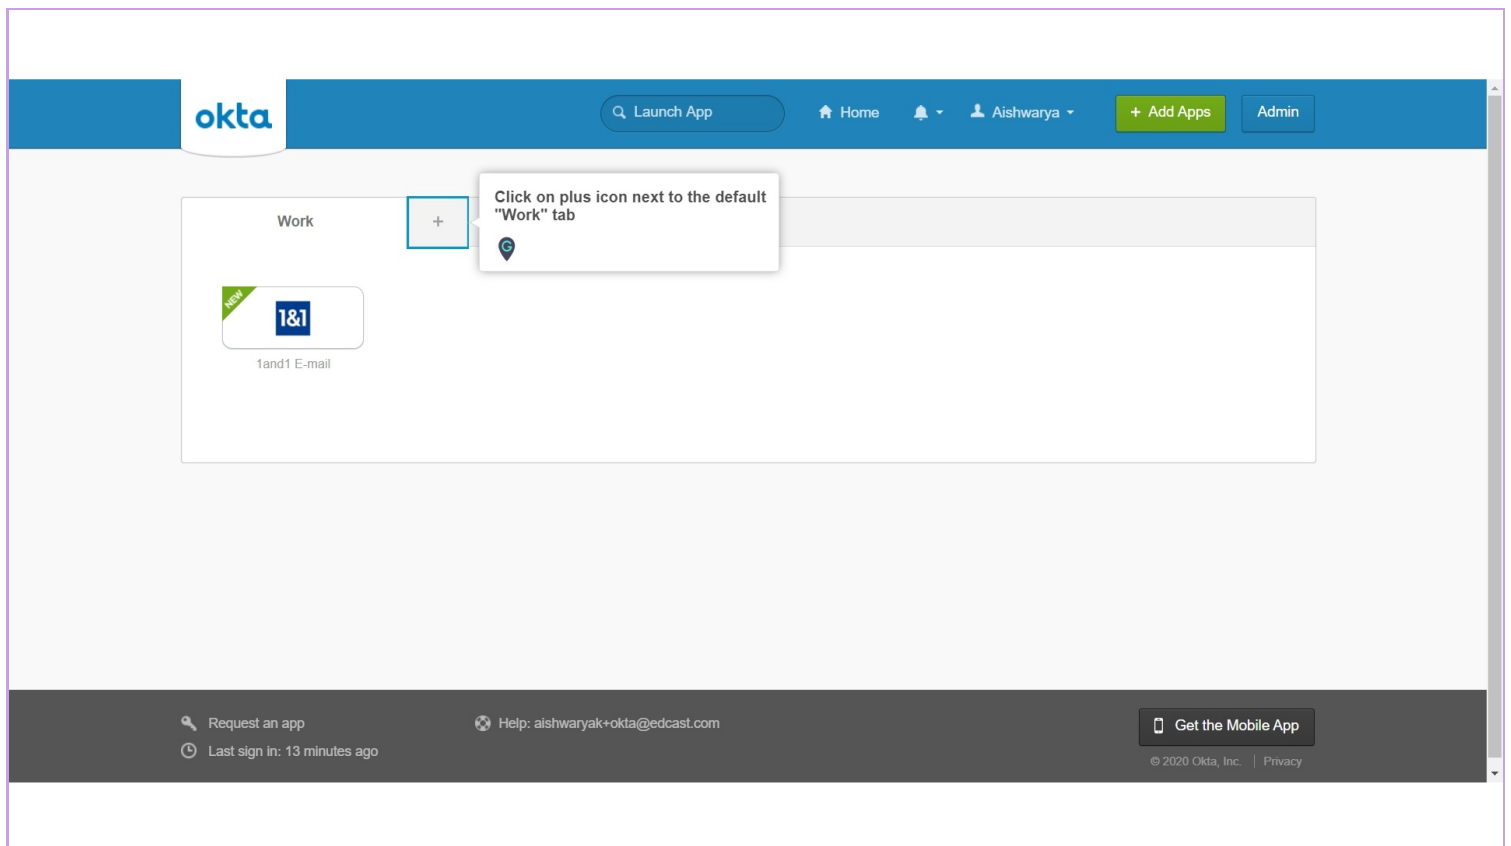 okta
Launch App
Home
Aishwarya
+ Add Apps
Admin
Work
+
Click on plus icon next to the default
"Work" tab
G
NEW
1&1
1and1 E-mail
Request an app
Help: aishwaryak+okta@edcast.com
Get the Mobile App
Last sign in: 13 minutes ago
© 2020 Okta, Inc. | Privacy